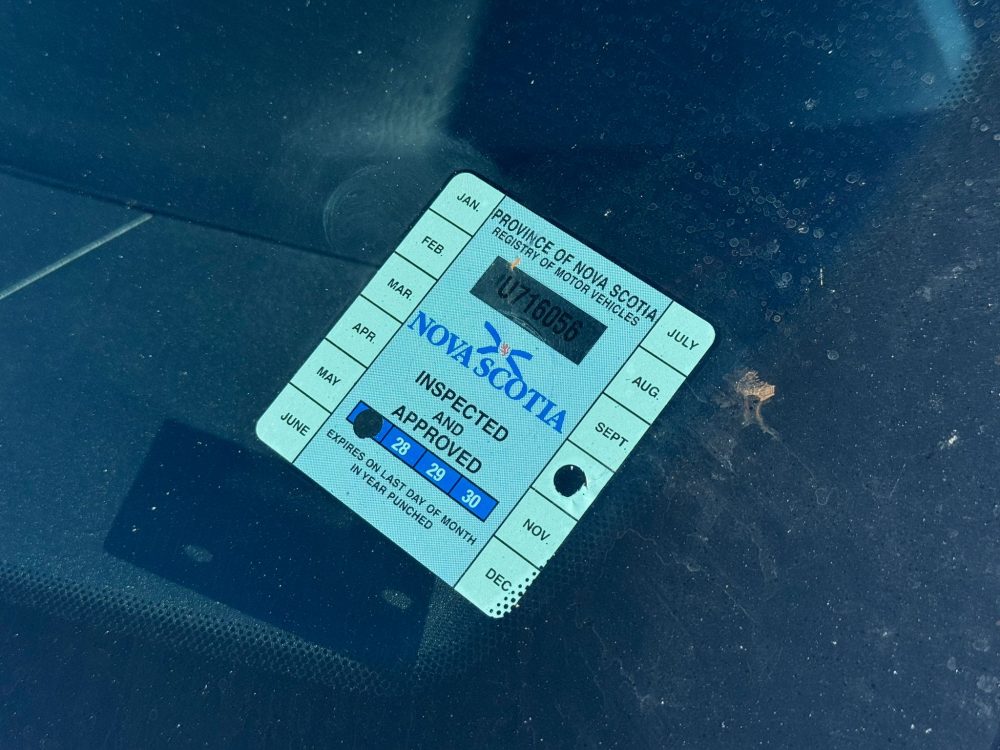 JAN.
FEB.
MAR.
APR.
MAY
JUNE
PROVINCE OF NOVA SCOTIA
REGISTRY OF MOTOR VEHICLES
U716056
NOVA SCOTIA
INSPECTED
AND
APPROVED
28 29 30
EXPIRES ON LAST DAY OF MONTH
IN YEAR PUNCHED
JULY
AUG.
SEPT.
NOV.
DEC.